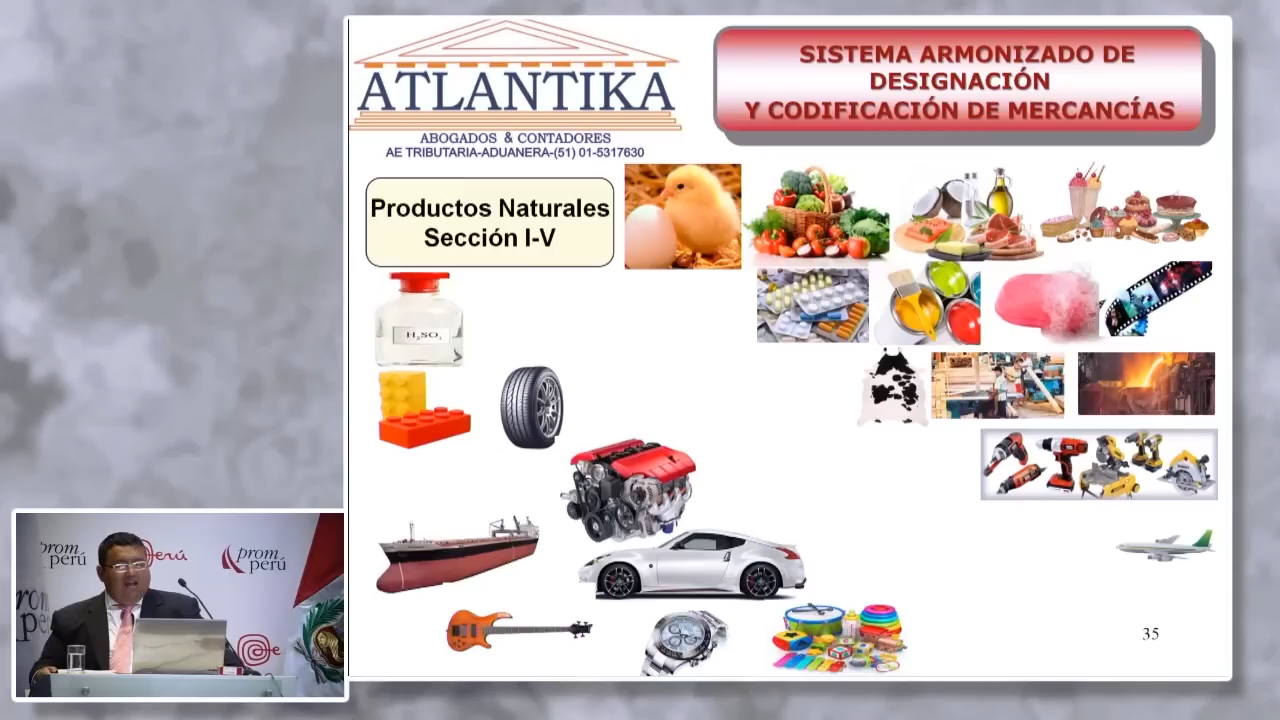 ATLANTIKA
ABOGADOS & CONTADORES
AE TRIBUTARIA-ADUANERA-(51) 01-5317630
SISTEMA ARMONIZADO DE
DESIGNACIÓN
Y CODIFICACIÓN DE MERCANCÍAS
Productos Naturales
Sección I-V
H₂SO₃
35
prom
perú
Perú
prom
perú